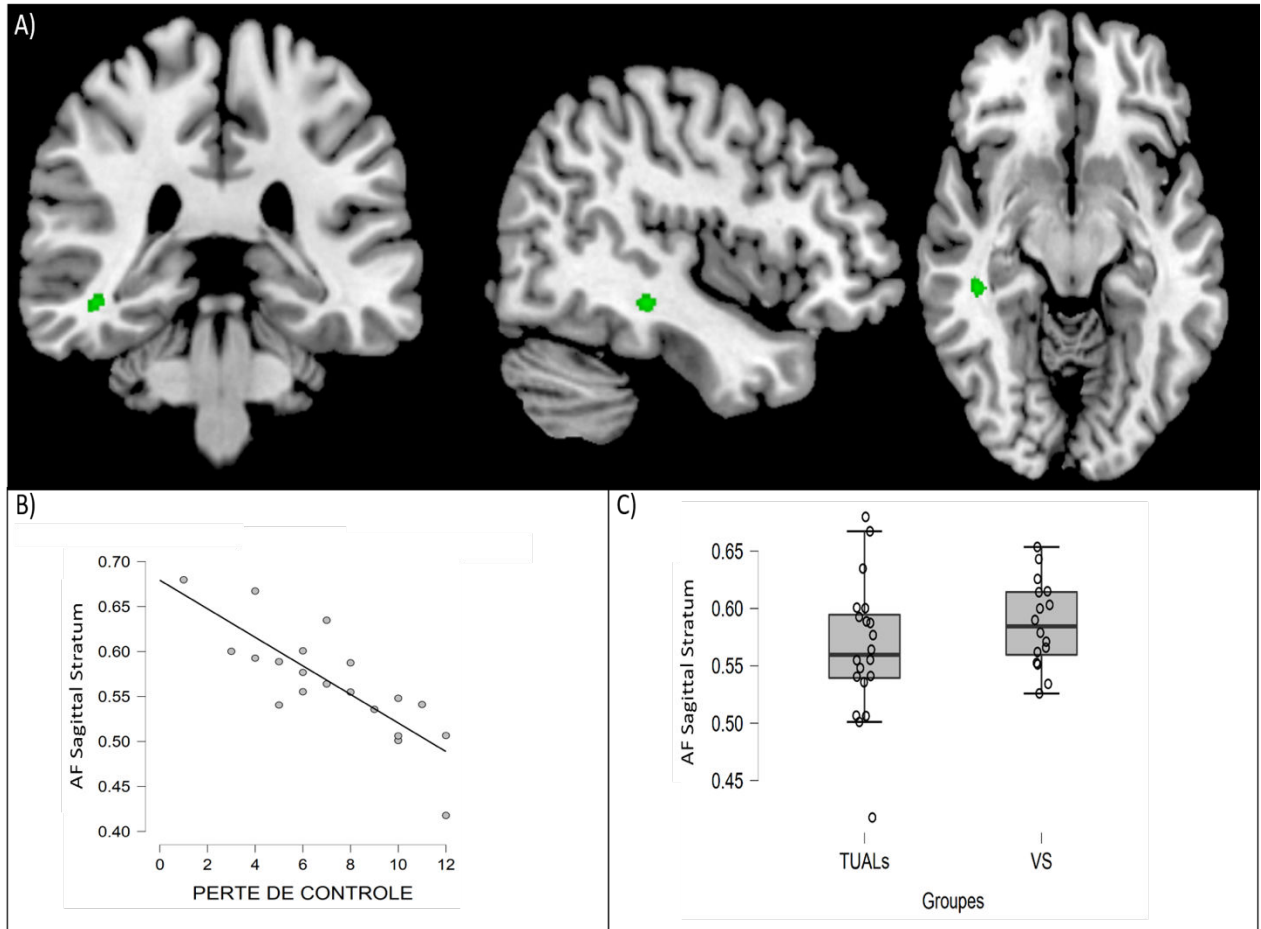 A)
B)
C)
AF Sagittal Stratum
0.70
0.65
0.60
0.55
0.50
0.45
0.40
0 2 4 6 8 10 12
PERTE DE CONTROLE
AF Sagittal Stratum
0.65
0.60
0.55
0.50
0.45
TUALs VS
Groupes